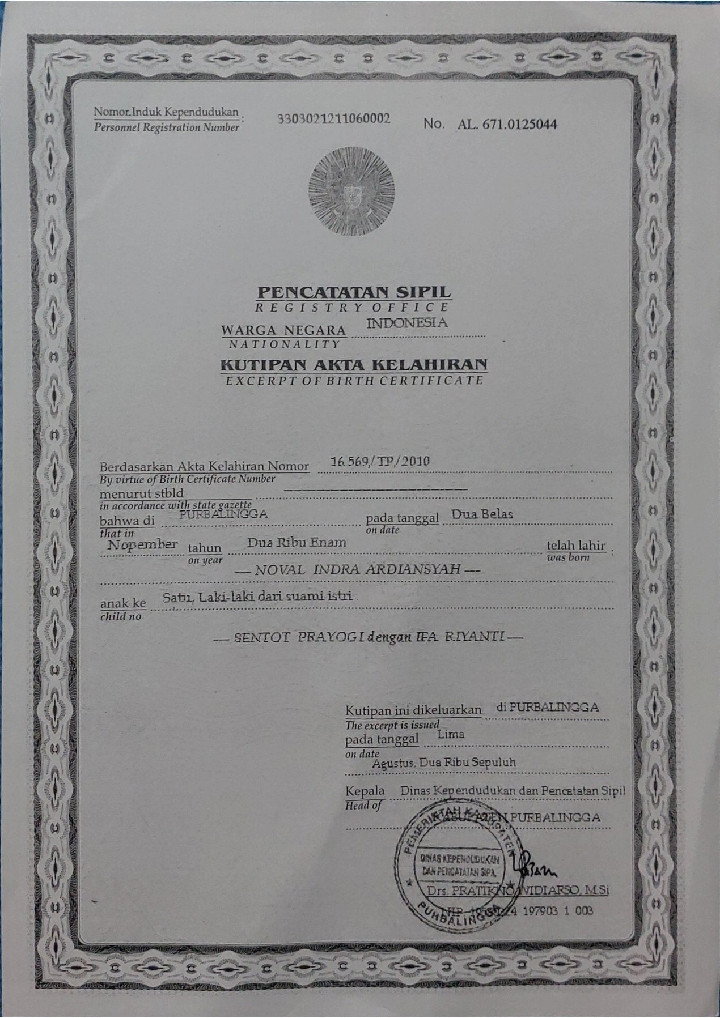 Nomor Induk Kependudukan : 3303021211060002 No. AL. 671.0125044
Personnel Registration Number
PENCATATAN SIPIL
REGISTRY OFFICE
WARGA NEGARA INDONESIA
NATIONALITY
KUTIPAN AKTA KELAHIRAN
EXCERPT OF BIRTH CERTIFICATE
Berdasarkan Akta Kelahiran Nomor 16.569/TP/2010
By virtue of Birth Certificate Number
menurut stbld
in accordance with state gazette
bahwa di PURBALINGGA pada tanggal Dua Belas
that in on date
Nopember tahun Dua Ribu Enam telah lahir :
on year was born
--- NOVAL INDRA ARDIANSYAH ---
anak ke Satu, Laki-laki dari suami istri
child no
--- SENTOT PRAYOGI dengan IFA RIYANTI ---
Kutipan ini dikeluarkan di PURBALINGGA
The excerpt is issued
pada tanggal Lima
on date
Agustus, Dua Ribu Sepuluh
Kepala Dinas Kependudukan dan Pencatatan Sipil
Head of
PURBALINGGA
PEMERINTAH KABUPATEN
DINAS KEPENDUDUKAN
DAN PENCATATAN SIPIL
PURBALINGGA
Drs. PRATIKNO WIDIARSO, M.Si
197903 1 003